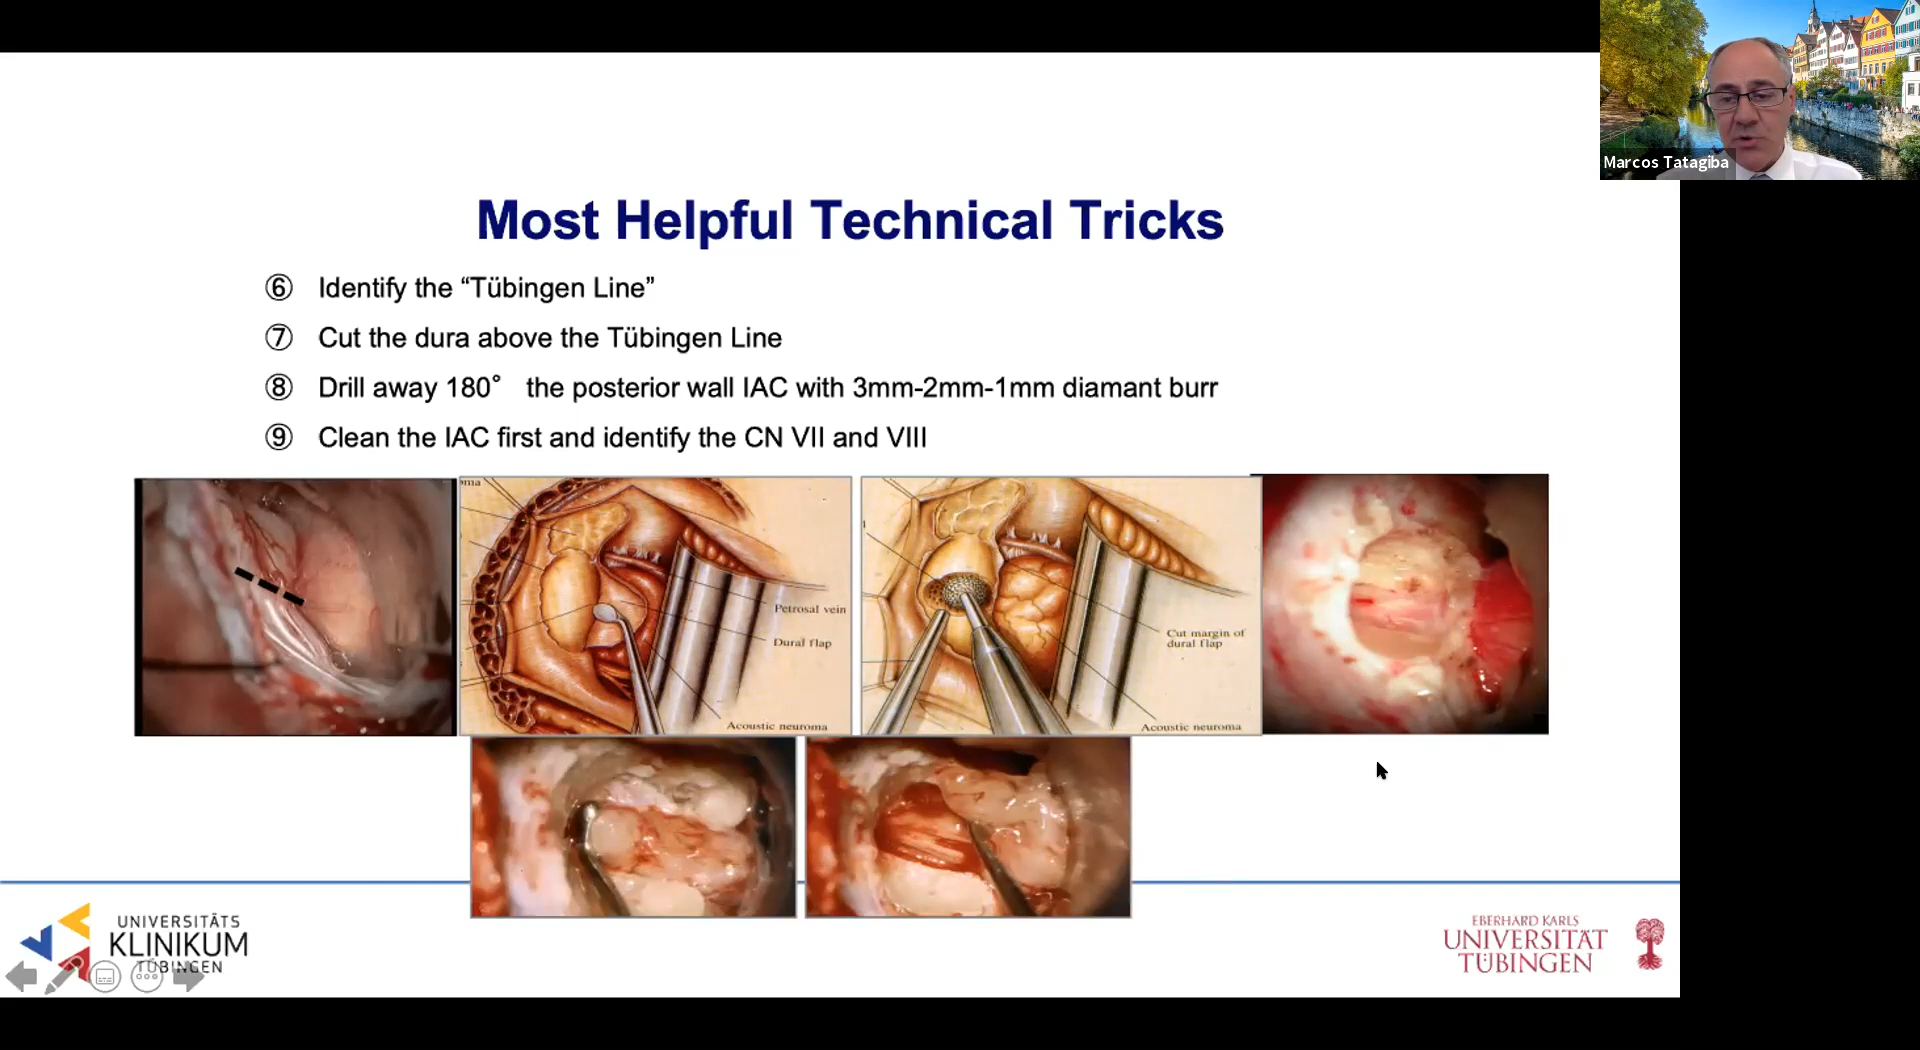 Marcos Tatagiba
Most Helpful Technical Tricks
⑥ Identify the “Tübingen Line”
⑦ Cut the dura above the Tübingen Line
⑧ Drill away 180° the posterior wall IAC with 3mm-2mm-1mm diamant burr
⑨ Clean the IAC first and identify the CN VII and VIII
oma
Petrosal vein
Dural flap
Acoustic neuroma
Cut margin of
dural flap
Acoustic neuroma
UNIVERSITÄTS
KLINIKUM
TÜBINGEN
EBERHARD KARLS
UNIVERSITÄT
TÜBINGEN